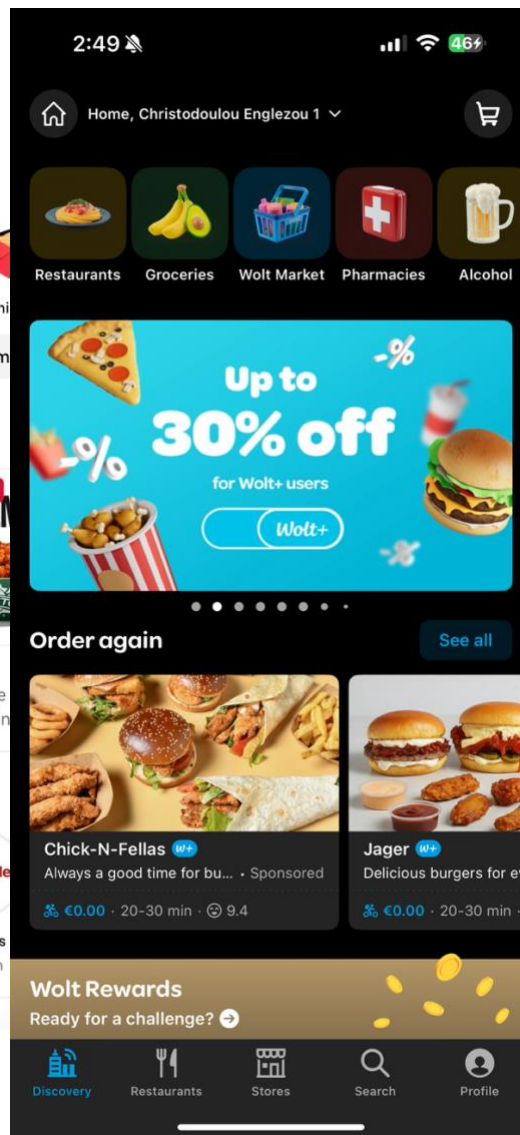 2:49
46
Home, Christodoulou Englezou 1
Restaurants
Groceries
Wolt Market
Pharmacies
Alcohol
-%
Up to
30% off
-%
for Wolt+ users
Wolt+
-%
Order again
See all
Chick-N-Fellas W+
Always a good time for bu... • Sponsored
€0.00 · 20-30 min · 9.4
Jager W+
Delicious burgers for e
€0.00 · 20-30 min ·
Wolt Rewards
Ready for a challenge?
Discovery
Restaurants
Stores
Search
Profile